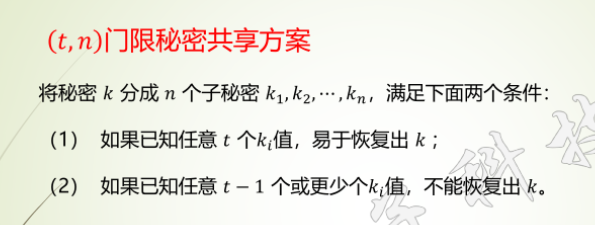 (t, n)门限秘密共享方案
将秘密 k 分成 n 个子秘密 k₁, k₂, ⋯, kₙ，满足下面两个条件：
（1） 如果已知任意 t 个kᵢ值，易于恢复出 k；
（2） 如果已知任意 t − 1 个或更少个kᵢ值，不能恢复出 k。